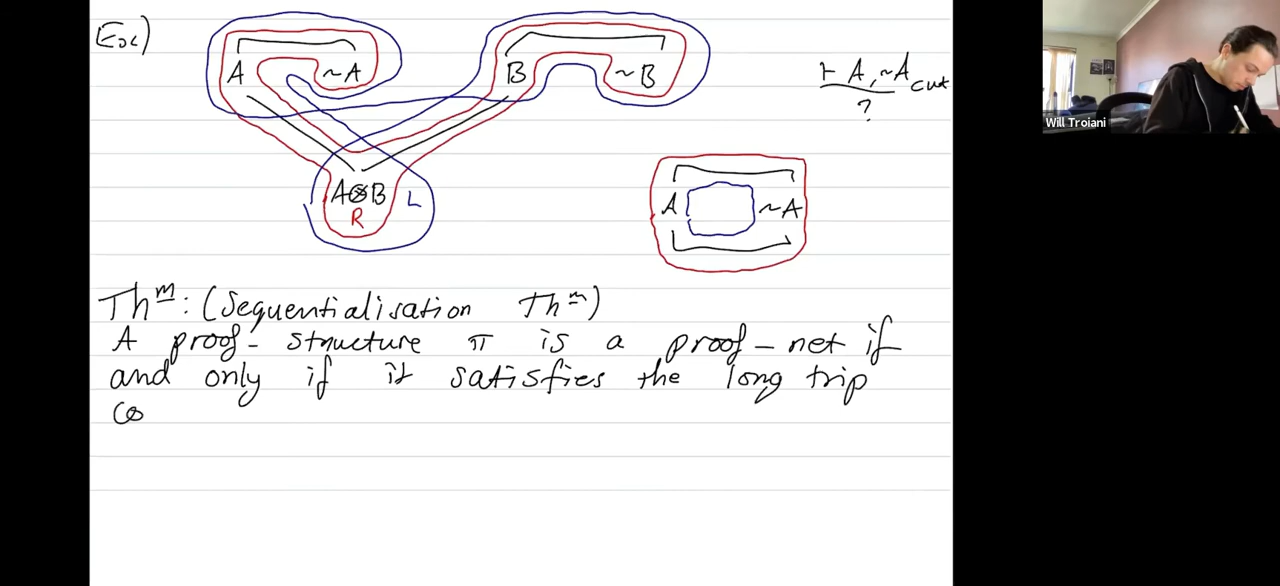 Ex)
A ~A B ~B
⊢ A, ~A cut
?
A⊗B
R L
A ~A
Thm: (Sequentialisation Thm)
A proof-structure π is a proof-net if
and only if it satisfies the long trip
co
Will Troiani